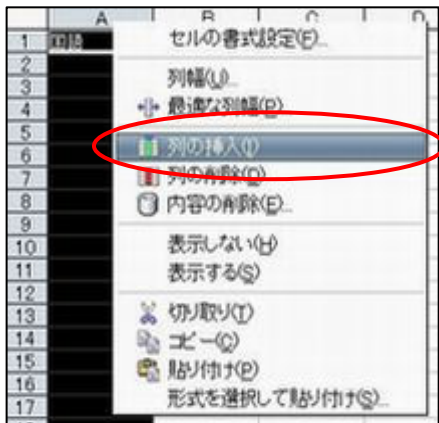 A B C D
1 国語 セルの書式設定(F)...
2
3 列幅(U)...
4 最適な列幅(P)...
5
6 列の挿入(I)
7 列の削除(D)
8 内容の削除(E)...
9
10 表示しない(H)
11 表示する(S)
12
13 切り取り(T)
14 コピー(C)
15 貼り付け(P)
16 形式を選択して貼り付け(S)...
17